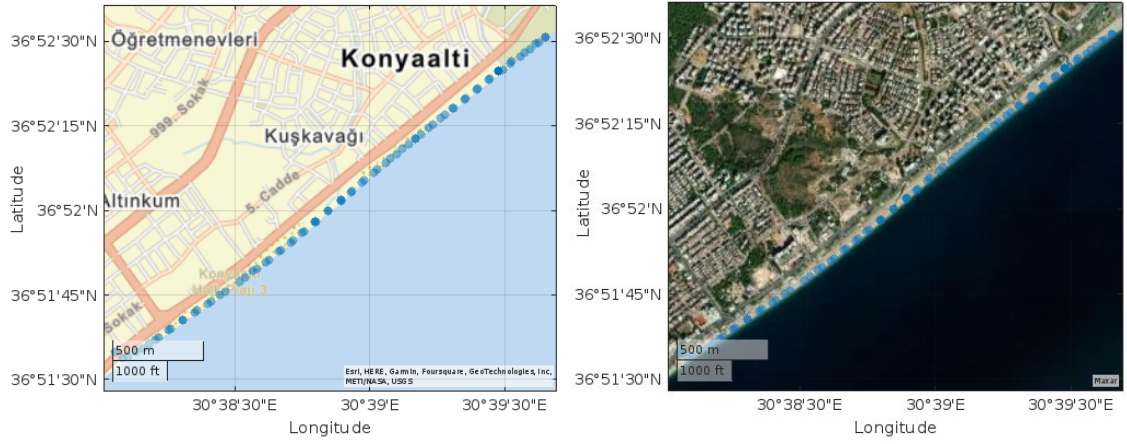 36°52'30"N
36°52'15"N
36°52'N
36°51'45"N
36°51'30"N
Latitude
Öğretmenevleri
Konyaalti
999. Sokak
Kuşkavağı
Altınkum
5. Cadde
Sokak
500 m
1000 ft
Esri, HERE, Garmin, Foursquare, GeoTechnologies, Inc,
METI/NASA, USGS
30°38'30"E
30°39'E
30°39'30"E
Longitude
36°52'30"N
36°52'15"N
36°52'N
36°51'45"N
36°51'30"N
Latitude
500 m
1000 ft
Maxar
30°38'30"E
30°39'E
30°39'30"E
Longitude